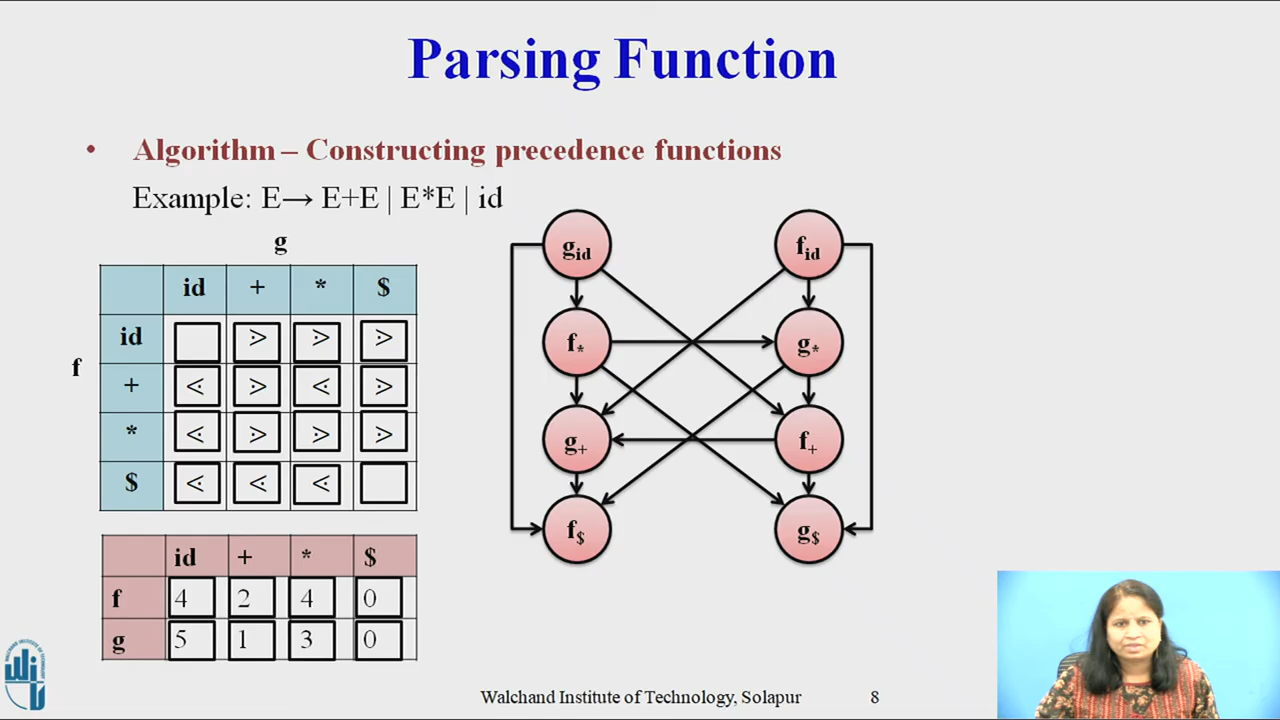 Parsing Function
• Algorithm – Constructing precedence functions
Example: E→ E+E | E*E | id
g
id + * $
f
id ⋗ ⋗ ⋗
+ ⋖ ⋗ ⋖ ⋗
* ⋖ ⋗ ⋗ ⋗
$ ⋖ ⋖ ⋖
id + * $
f 4 2 4 0
g 5 1 3 0
g_id f_id
f_* g_*
g_+ f_+
f_$ g_$
Walchand Institute of Technology, Solapur 8